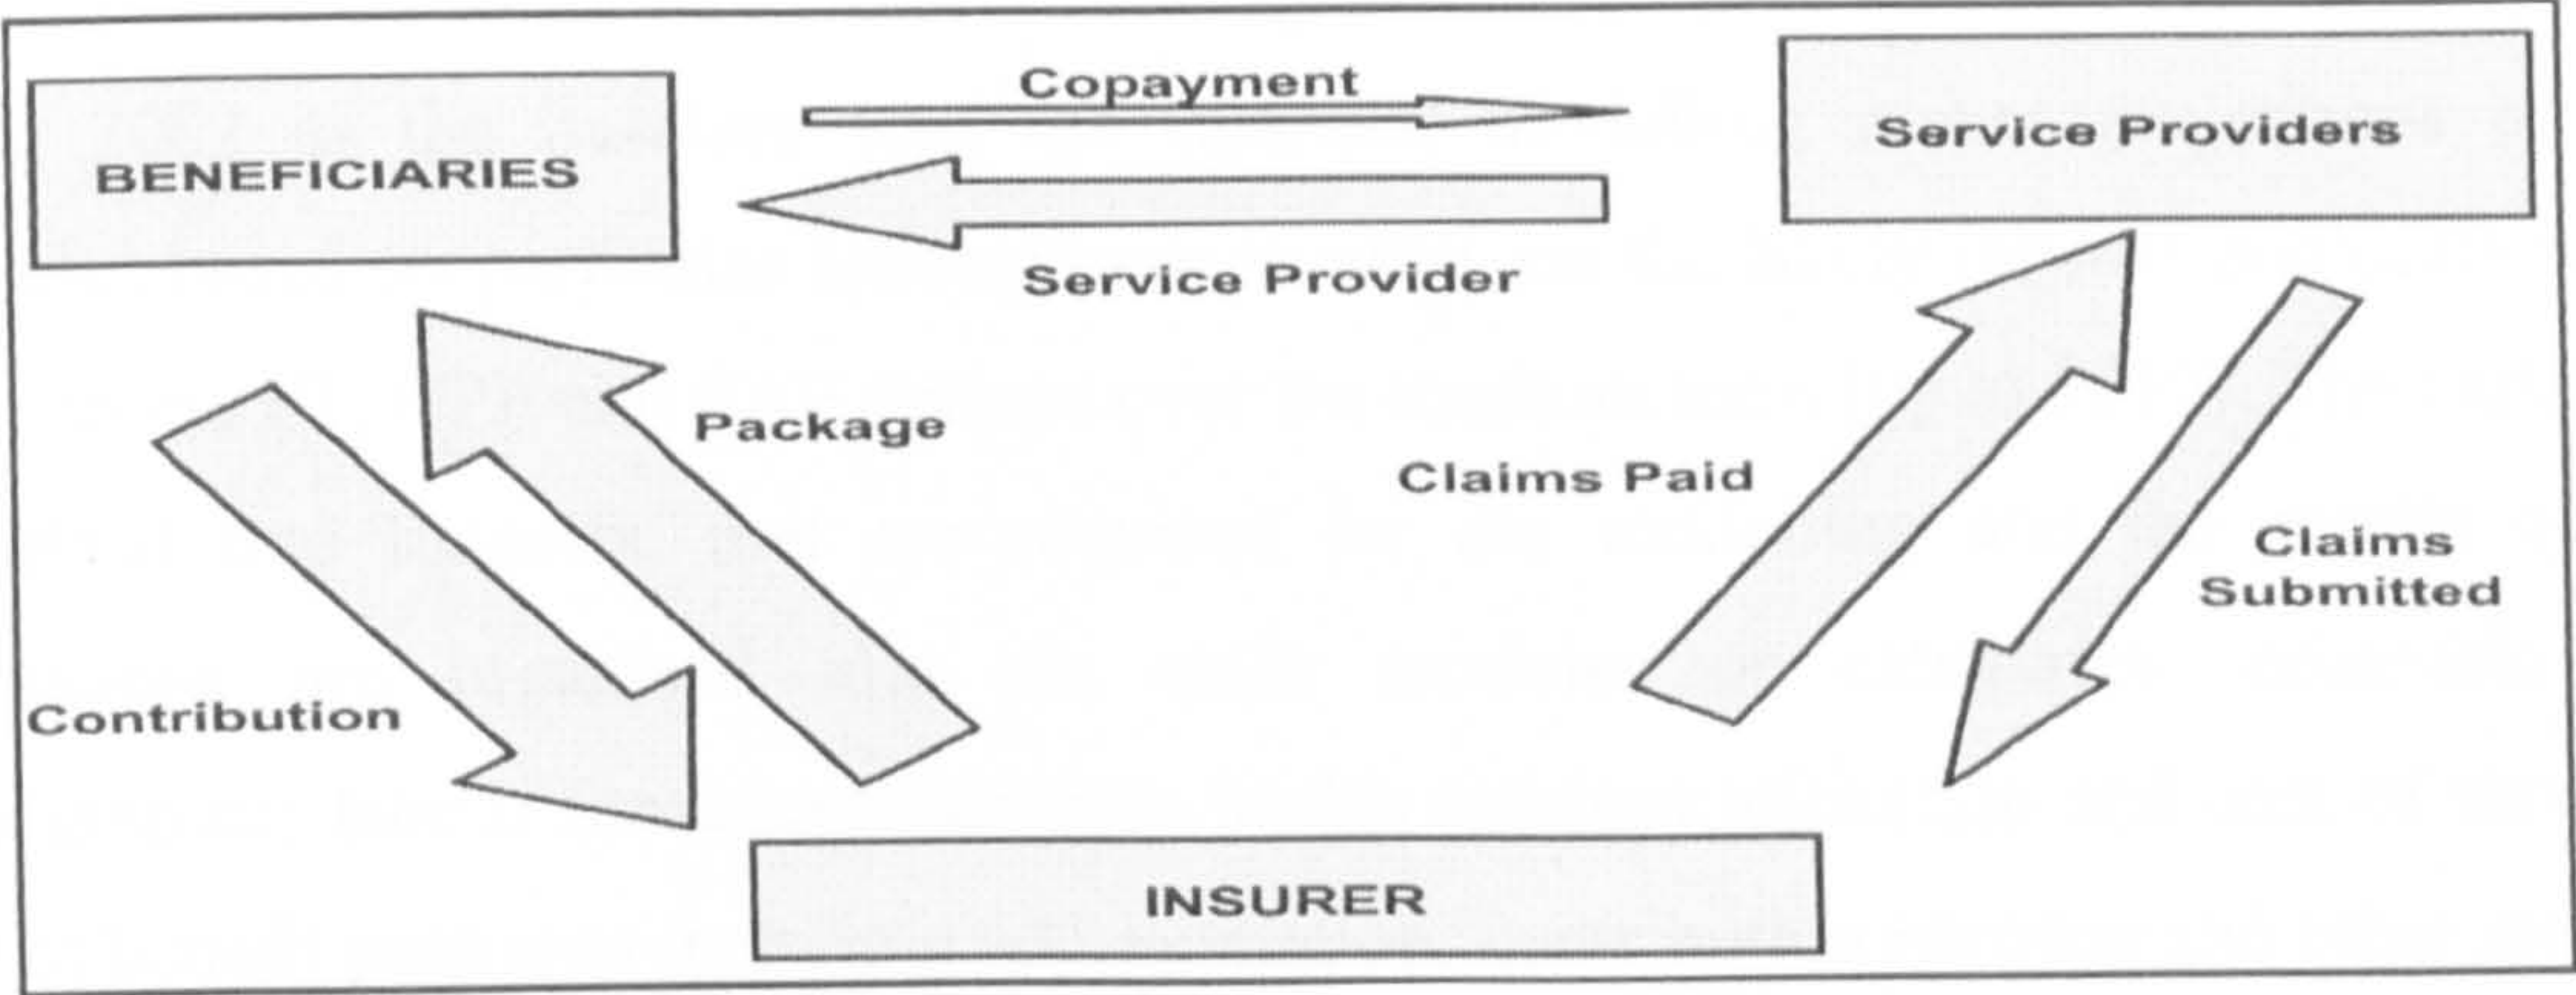 Copayment
Service Providers
BENEFICIARIES
Service Provider
Package
Claims Paid
Claims
Submitted
Contribution
INSURER